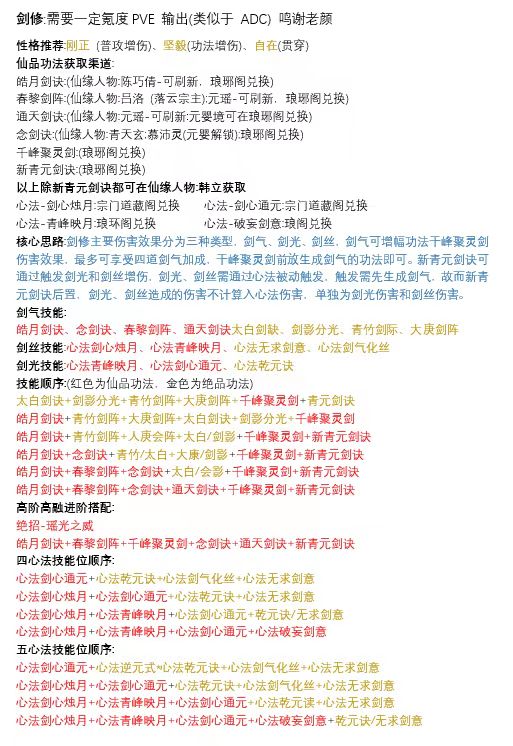 剑修:需要一定氪度 PVE 输出(类似于 ADC) 鸣谢老颜
性格推荐:刚正 (普攻增伤)、坚毅(功法增伤)、自在(贯穿)
仙品功法获取渠道:
皓月剑诀:(仙缘人物:陈巧倩-可刷新, 琅琊阁兑换)
春黎剑阵:(仙缘人物:吕洛 (落云宗主);元瑶-可刷新, 琅琊阁兑换)
通天剑诀:(仙缘人物:元瑶-可刷新:元婴境可在琅琊阁兑换)
念剑诀:(仙缘人物:青天玄:慕沛灵(元婴解锁):琅琊阁兑换)
千峰聚灵剑:(琅琊阁兑换)
新青元剑诀:(琅琊阁兑换)
以上除新青元剑诀都可在仙缘人物:韩立获取
心法-剑心烛月:宗门道藏阁兑换 心法-剑心通元:宗门道藏阁兑换
心法-青峰映月:琅环阁兑换 心法-破妄剑意:琅阁兑换
核心思路:剑修主要伤害效果分为三种类型,剑气、剑光、剑丝,剑气可增幅功法千峰聚灵剑
伤害效果,最多可享受四道剑气加成,千峰聚灵剑前放生成剑气的功法即可。新青元剑诀可
通过触发剑光和剑丝增伤,剑光、剑丝需通过心法被动触发,触发需先生成剑气,故而新青
元剑诀后置,剑光、剑丝造成的伤害不计算入心法伤害,单独为剑光伤害和剑丝伤害。
剑气技能:
皓月剑诀、念剑诀、春黎剑阵、通天剑诀太白剑缺、剑影分光、青竹剑际、大庚剑阵
剑丝技能:心法剑心烛月、心法青峰映月、心法无求剑意、心法剑气化丝
剑光技能:心法青峰映月、心法剑心通元、心法乾元诀
技能顺序:(红色为仙品功法,金色为绝品功法)
太白剑诀+剑影分光+青竹剑阵+大庚剑阵+千峰聚灵剑+青元剑诀
皓月剑诀+青竹剑阵+大庚剑阵+太白剑诀+剑影分光+千峰聚灵剑
皓月剑诀+青竹剑阵+人庚会阵+太白/剑影+千峰聚灵剑+新青元剑诀
皓月剑诀+念剑诀+青竹/太白+大康/剑影+千峰聚灵剑+新青元剑诀
皓月剑诀+春黎剑阵+念剑诀+太白/会影+千峰聚灵剑+新青元剑诀
皓月剑诀+春黎剑阵+念剑诀+通天剑诀+千峰聚灵剑+新青元剑诀
高阶高融进阶搭配:
绝招-瑶光之威
皓月剑诀+春黎剑阵+千峰聚灵剑+念剑诀+通天剑诀+新青元剑诀
四心法技能位顺序:
心法剑心通元+心法乾元诀+心法剑气化丝+心法无求剑意
心法剑心烛月+心法剑心通元+心法乾元诀+心法无求剑意
心法剑心烛月+心法青峰映月+心法剑心通元+乾元诀/无求剑意
心法剑心烛月+心法青峰映月+心法剑心通元+心法破妄剑意
五心法技能位顺序:
心法剑心通元+心法逆元式≈心法乾元诀+心法剑气化丝+心法无求剑意
心法剑心烛月+心法剑心通元+心法乾元诀+心法剑气化丝+心法无求剑意
心法剑心烛月+心法青峰映月+心法剑心通元+心法乾元读+心法无求剑意
心法剑心烛月+心法青峰映月+心法剑心通元+心法破妄剑意+乾元诀/无求剑意